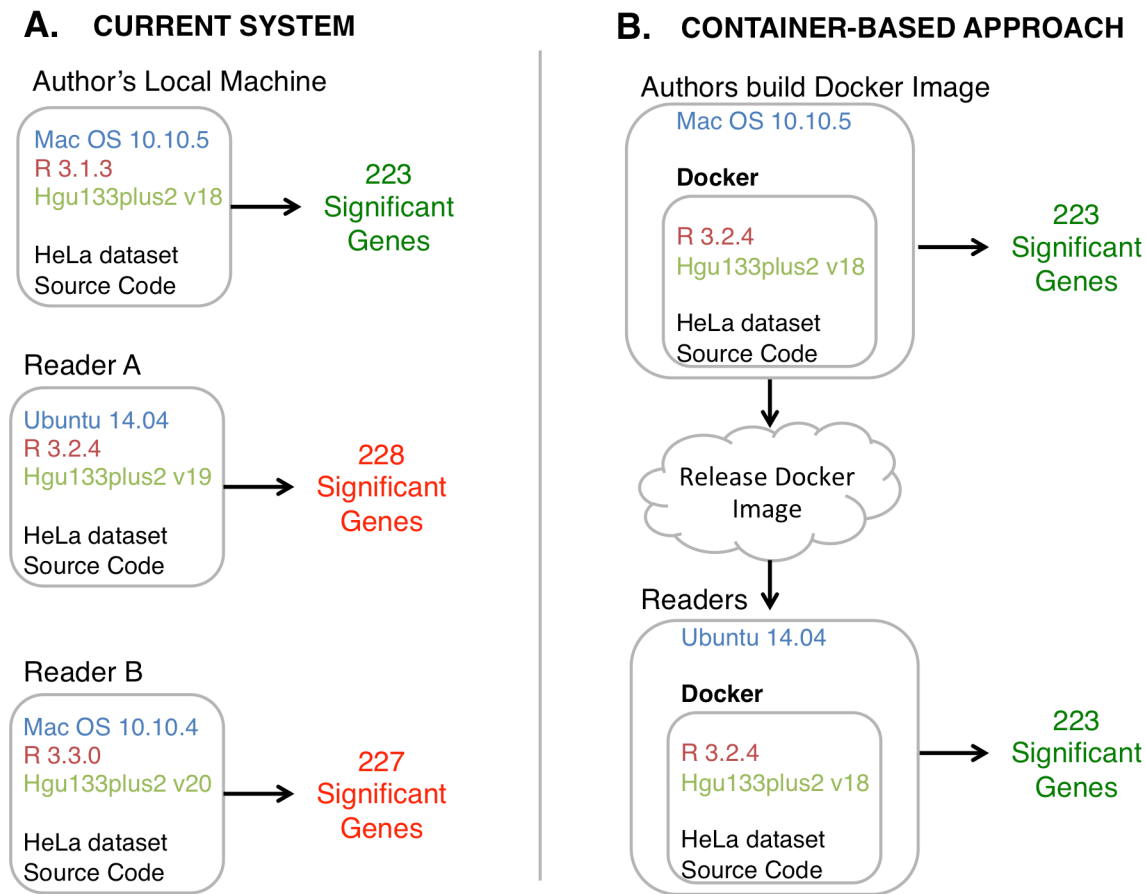 A. CURRENT SYSTEM
Author’s Local Machine
Mac OS 10.10.5
R 3.1.3
Hgu133plus2 v18
HeLa dataset
Source Code
223
Significant
Genes
Reader A
Ubuntu 14.04
R 3.2.4
Hgu133plus2 v19
HeLa dataset
Source Code
228
Significant
Genes
Reader B
Mac OS 10.10.4
R 3.3.0
Hgu133plus2 v20
HeLa dataset
Source Code
227
Significant
Genes
B. CONTAINER-BASED APPROACH
Authors build Docker Image
Mac OS 10.10.5
Docker
R 3.2.4
Hgu133plus2 v18
HeLa dataset
Source Code
223
Significant
Genes
Release Docker
Image
Readers
Ubuntu 14.04
Docker
R 3.2.4
Hgu133plus2 v18
HeLa dataset
Source Code
223
Significant
Genes